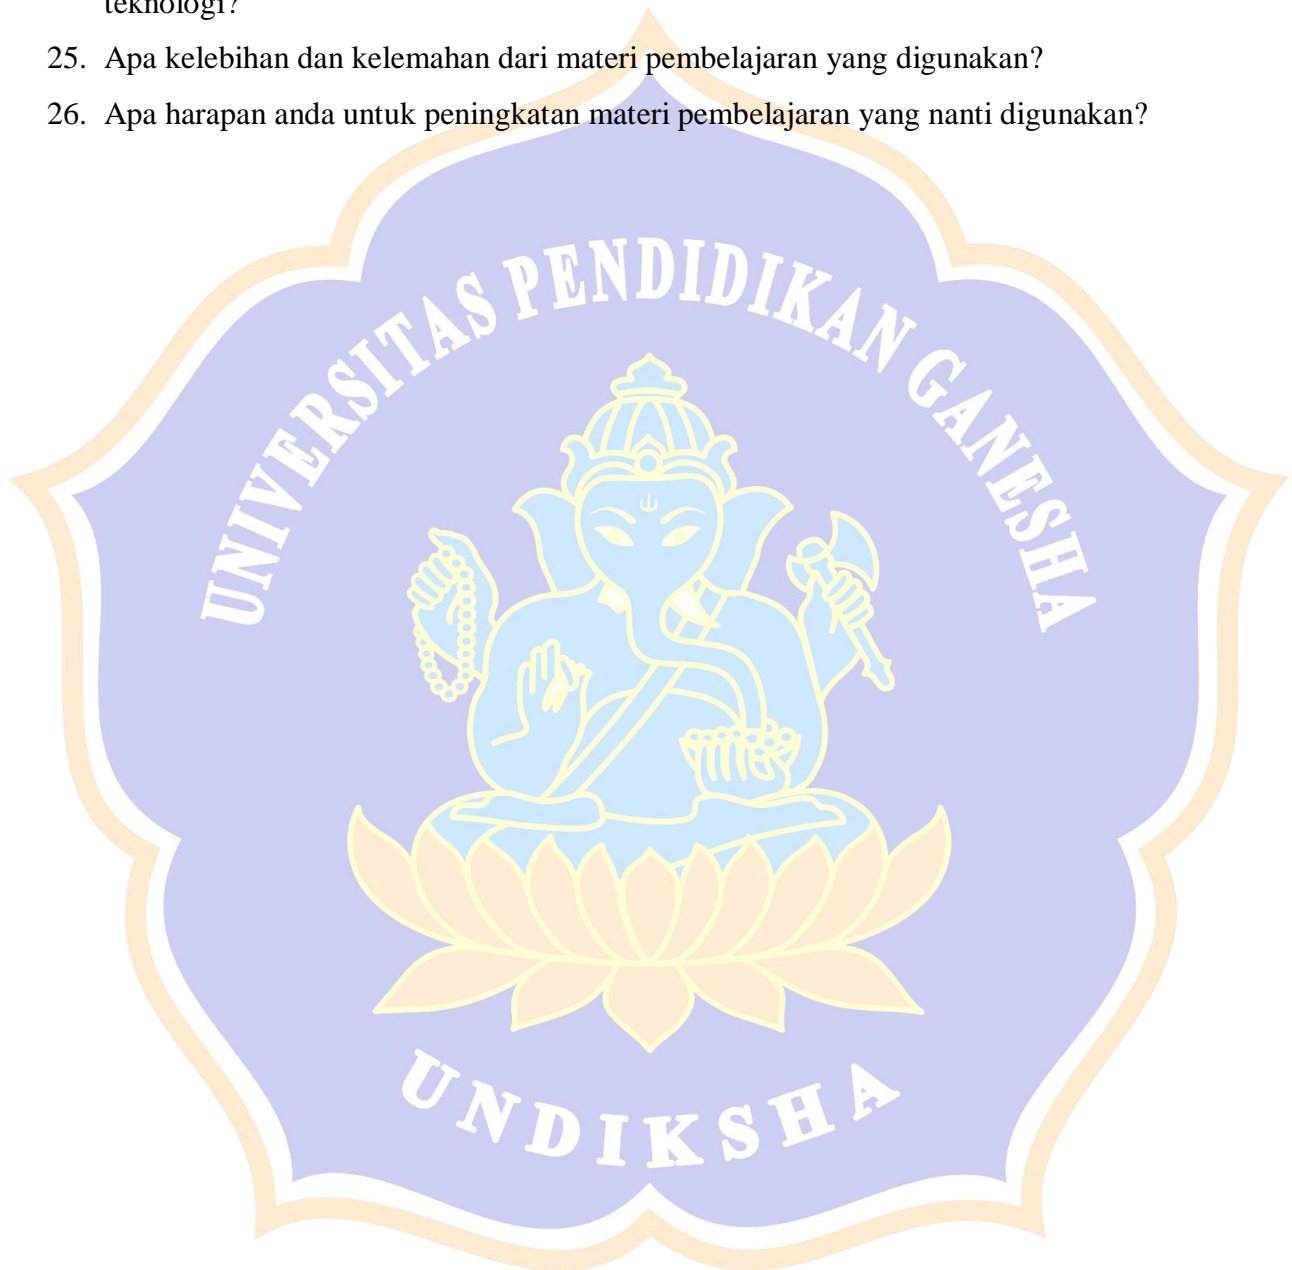 teknologi?
25. Apa kelebihan dan kelemahan dari materi pembelajaran yang digunakan?
26. Apa harapan anda untuk peningkatan materi pembelajaran yang nanti digunakan?
UNIVERSITAS PENDIDIKAN GANESHA
UNDIKSHA